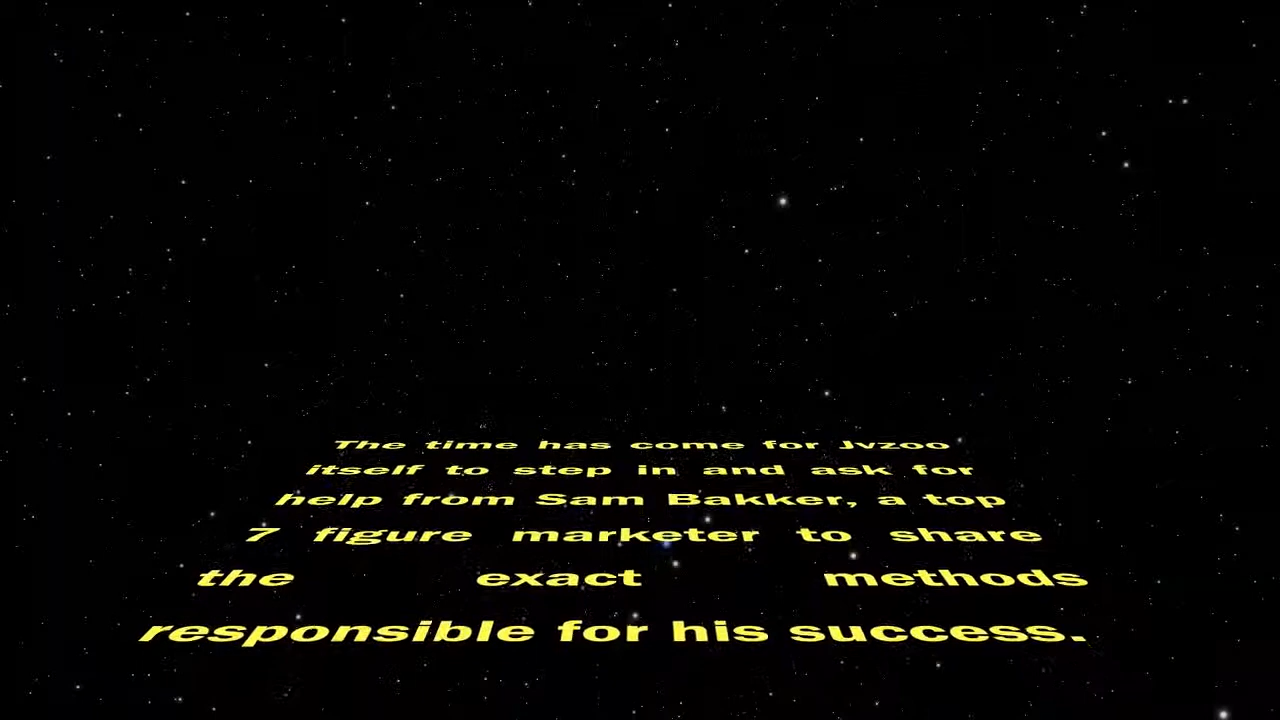 The time has come for Jvzoo
itself to step in and ask for
help from Sam Bakker, a top
7 figure marketer to share
the exact methods
responsible for his success.